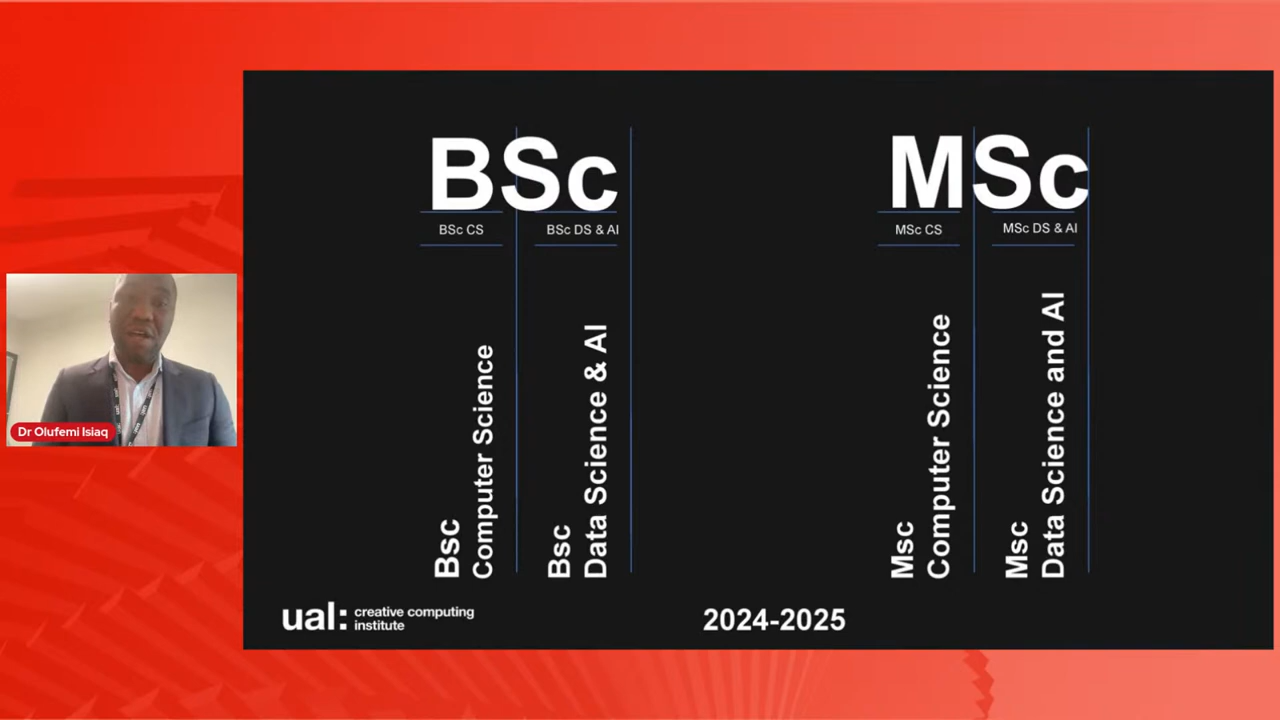 BSc
BSc CS
BSc DS & AI
Bsc
Computer Science
Bsc
Data Science & AI
MSc
MSc CS
MSc DS & AI
Msc
Computer Science
Msc
Data Science and AI
Dr Olufemi Isiaq
ual: creative computing
institute
2024-2025